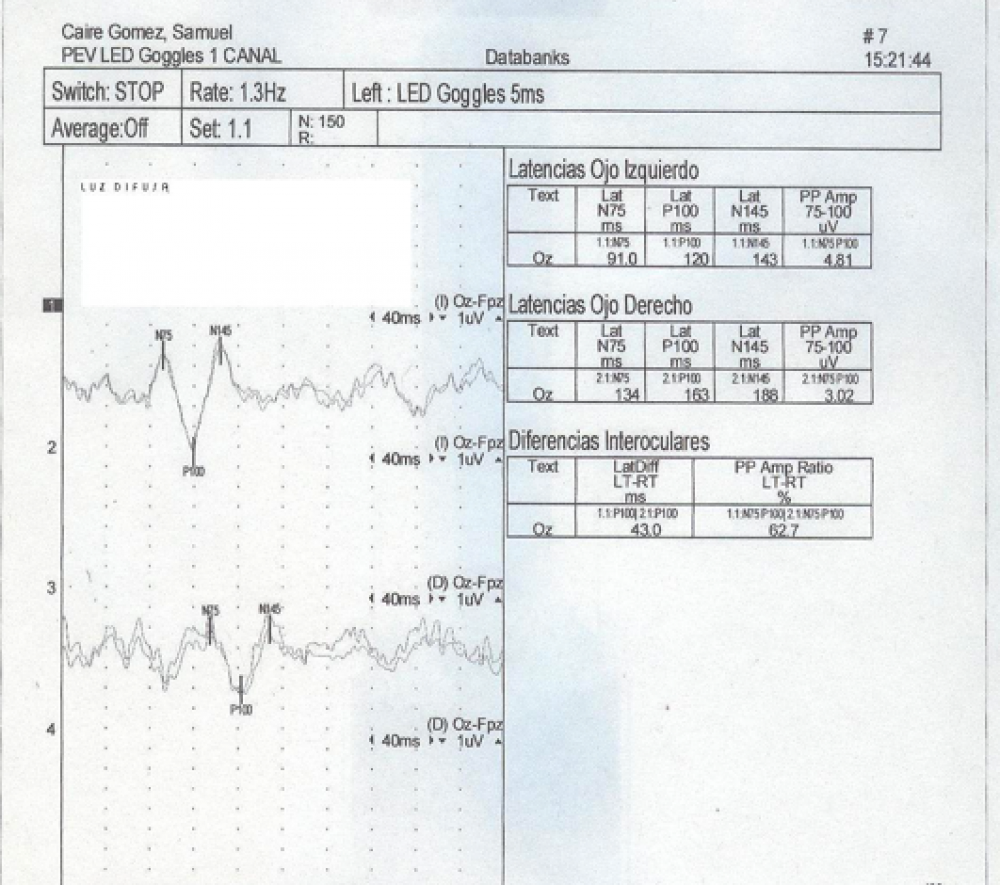 Caire Gomez, Samuel
# 7
PEV LED Goggles 1 CANAL
Databanks
15:21:44
Switch: STOP Rate: 1.3Hz Left : LED Goggles 5ms
Average:Off Set: 1.1 N: 150
R:
LUZ DIFUSA
1
(I) Oz-Fpz
40ms 1uV
N75 N145
P100
2
(I) Oz-Fpz
40ms 1uV
3
(D) Oz-Fpz
40ms 1uV
N75 N145
P100
4
(D) Oz-Fpz
40ms 1uV
Latencias Ojo Izquierdo
Text Lat Lat Lat PP Amp
N75 P100 N145 75-100
ms ms ms uV
1.1:N75 1.1:P100 1.1:N145 1.1:N75 P100
Oz 91.0 120 143 4.81
Latencias Ojo Derecho
Text Lat Lat Lat PP Amp
N75 P100 N145 75-100
ms ms ms uV
2.1:N75 2.1:P100 2.1:N145 2.1:N75 P100
Oz 134 163 188 3.02
Diferencias Interoculares
Text LatDiff PP Amp Ratio
LT-RT LT-RT
ms %
1.1:P100| 2.1:P100 1.1:N75 P100| 2.1:N75-P100
Oz 43.0 62.7